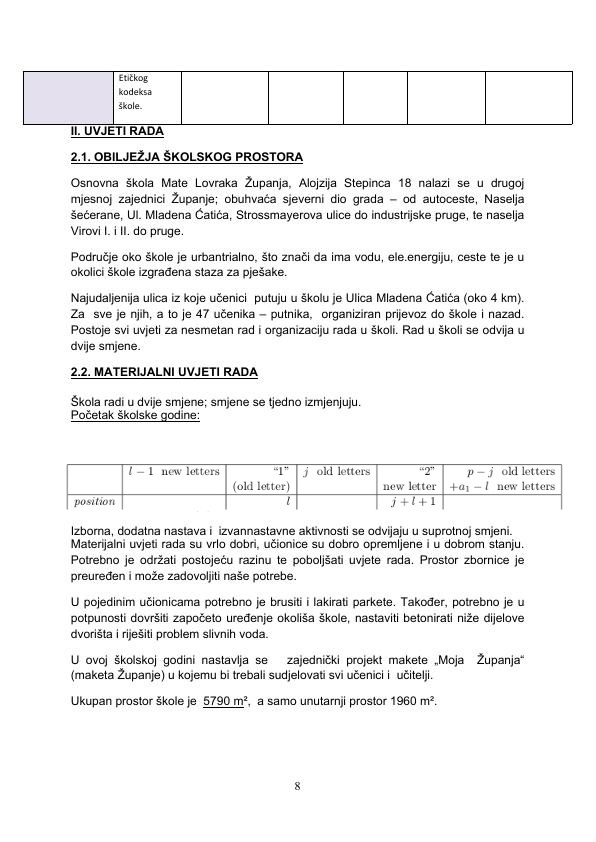 Etičkog
kodeksa
škole.
II. UVJETI RADA
2.1. OBILJEŽJA ŠKOLSKOG PROSTORA
Osnovna škola Mate Lovraka Županja, Alojzija Stepinca 18 nalazi se u drugoj
mjesnoj zajednici Županje; obuhvaća sjeverni dio grada – od autoceste, Naselja
šećerane, Ul. Mladena Ćatića, Strossmayerova ulice do industrijske pruge, te naselja
Virovi I. i II. do pruge.
Područje oko škole je urbantrialno, što znači da ima vodu, ele.energiju, ceste te je u
okolici škole izgrađena staza za pješake.
Najudaljenija ulica iz koje učenici putuju u školu je Ulica Mladena Ćatića (oko 4 km).
Za sve je njih, a to je 47 učenika – putnika, organiziran prijevoz do škole i nazad.
Postoje svi uvjeti za nesmetan rad i organizaciju rada u školi. Rad u školi se odvija u
dvije smjene.
2.2. MATERIJALNI UVJETI RADA
Škola radi u dvije smjene; smjene se tjedno izmjenjuju.
Početak školske godine:
l − 1 new letters "1" j old letters "2" p − j old letters
(old letter) new letter +a₁ − l new letters
position l j + l + 1
Izborna, dodatna nastava i izvannastavne aktivnosti se odvijaju u suprotnoj smjeni.
Materijalni uvjeti rada su vrlo dobri, učionice su dobro opremljene i u dobrom stanju.
Potrebno je održati postojeću razinu te poboljšati uvjete rada. Prostor zbornice je
preuređen i može zadovoljiti naše potrebe.
U pojedinim učionicama potrebno je brusiti i lakirati parkete. Također, potrebno je u
potpunosti dovršiti započeto uređenje okoliša škole, nastaviti betonirati niže dijelove
dvorišta i riješiti problem slivnih voda.
U ovoj školskoj godini nastavlja se zajednički projekt makete „Moja Županja“
(maketa Županje) u kojemu bi trebali sudjelovati svi učenici i učitelji.
Ukupan prostor škole je 5790 m², a samo unutarnji prostor 1960 m².
8